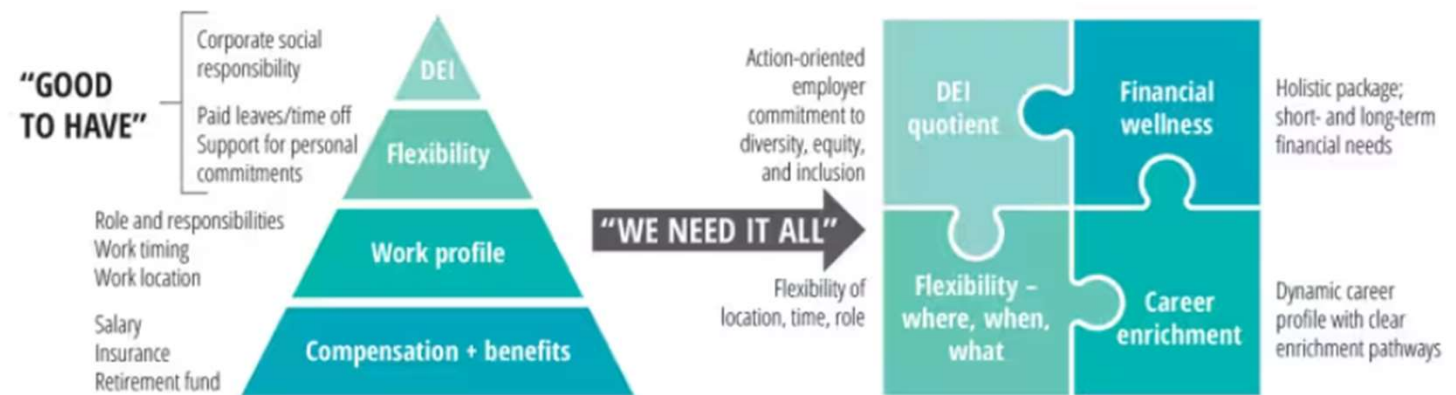 “GOOD
TO HAVE”
Corporate social
responsibility
Paid leaves/time off
Support for personal
commitments
Role and responsibilities
Work timing
Work location
Salary
Insurance
Retirement fund
DEI
Flexibility
Work profile
Compensation + benefits
“WE NEED IT ALL”
Action-oriented
employer
commitment to
diversity, equity,
and inclusion
Flexibility of
location, time, role
DEI
quotient
Financial
wellness
Flexibility –
where, when,
what
Career
enrichment
Holistic package;
short- and long-term
financial needs
Dynamic career
profile with clear
enrichment pathways